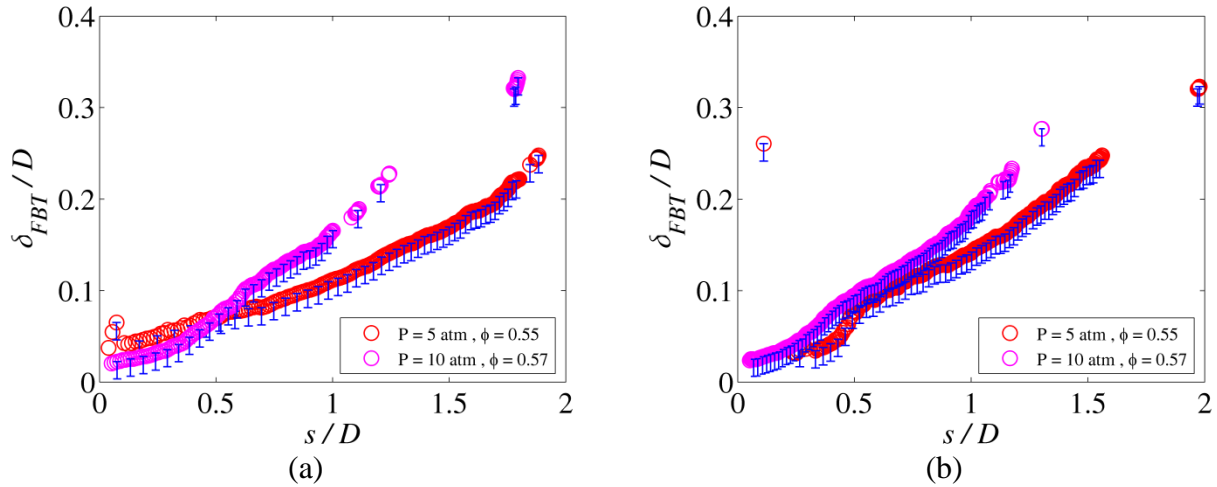 0.4
0.3
0.2
0.1
0
δ_FBT / D
0 0.5 1 1.5 2
s / D
P = 5 atm , ϕ = 0.55
P = 10 atm , ϕ = 0.57
(a)
0.4
0.3
0.2
0.1
0
δ_FBT / D
0 0.5 1 1.5 2
s / D
P = 5 atm , ϕ = 0.55
P = 10 atm , ϕ = 0.57
(b)